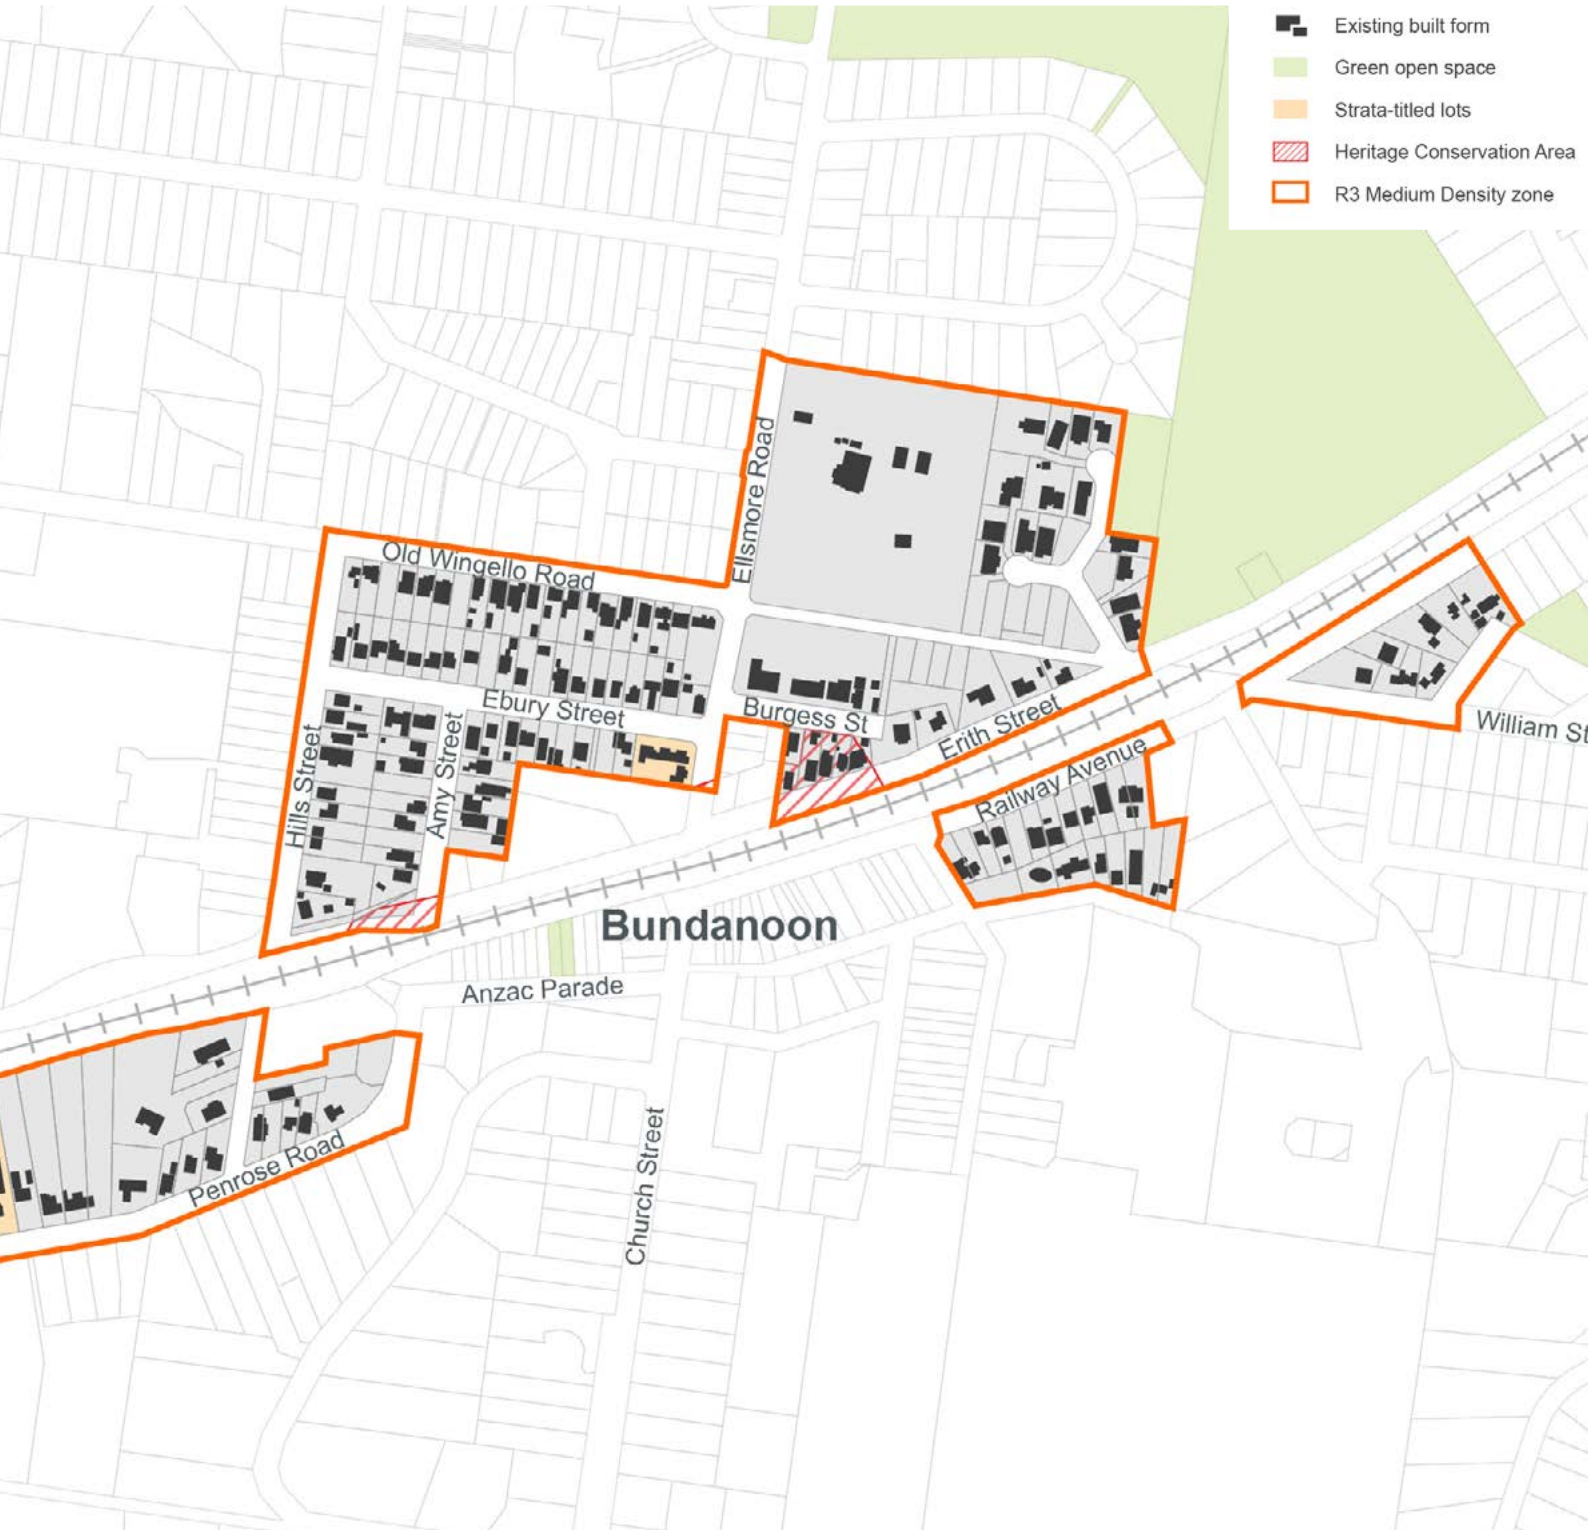 Existing built form
Green open space
Strata-titled lots
Heritage Conservation Area
R3 Medium Density zone
Ellsmore Road
Old Wingello Road
Ebury Street
Burgess St
Erith Street
William St
Hills Street
Amy Street
Railway Avenue
Bundanoon
Anzac Parade
Penrose Road
Church Street